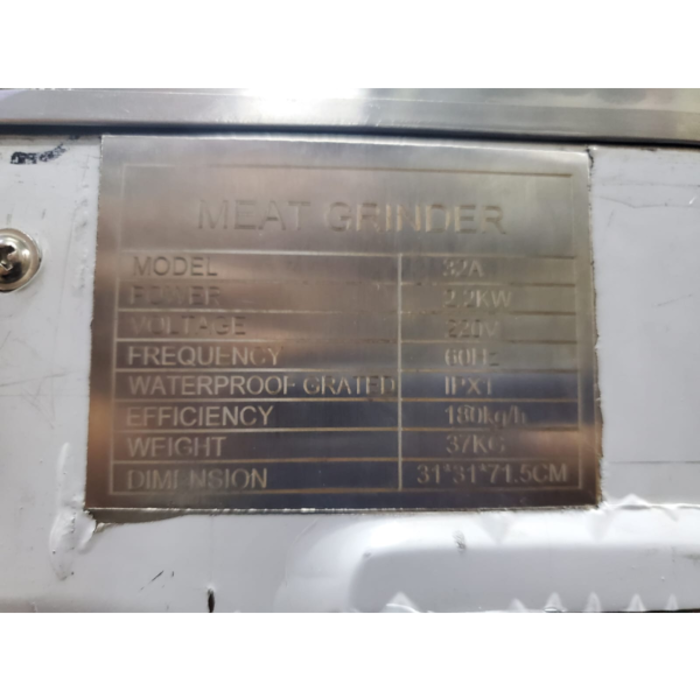 MEAT GRINDER
MODEL 32A
POWER 2.2KW
VOLTAGE 220V
FREQUENCY 60HZ
WATERPROOF GRATED IPX1
EFFICIENCY 180kg/h
WEIGHT 37KG
DIMENSION 31*31*71.5CM